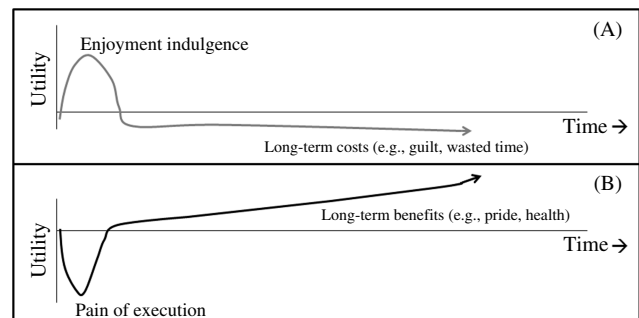 (A)
Enjoyment indulgence
Utility
Time →
Long-term costs (e.g., guilt, wasted time)
(B)
Long-term benefits (e.g., pride, health)
Utility
Time →
Pain of execution